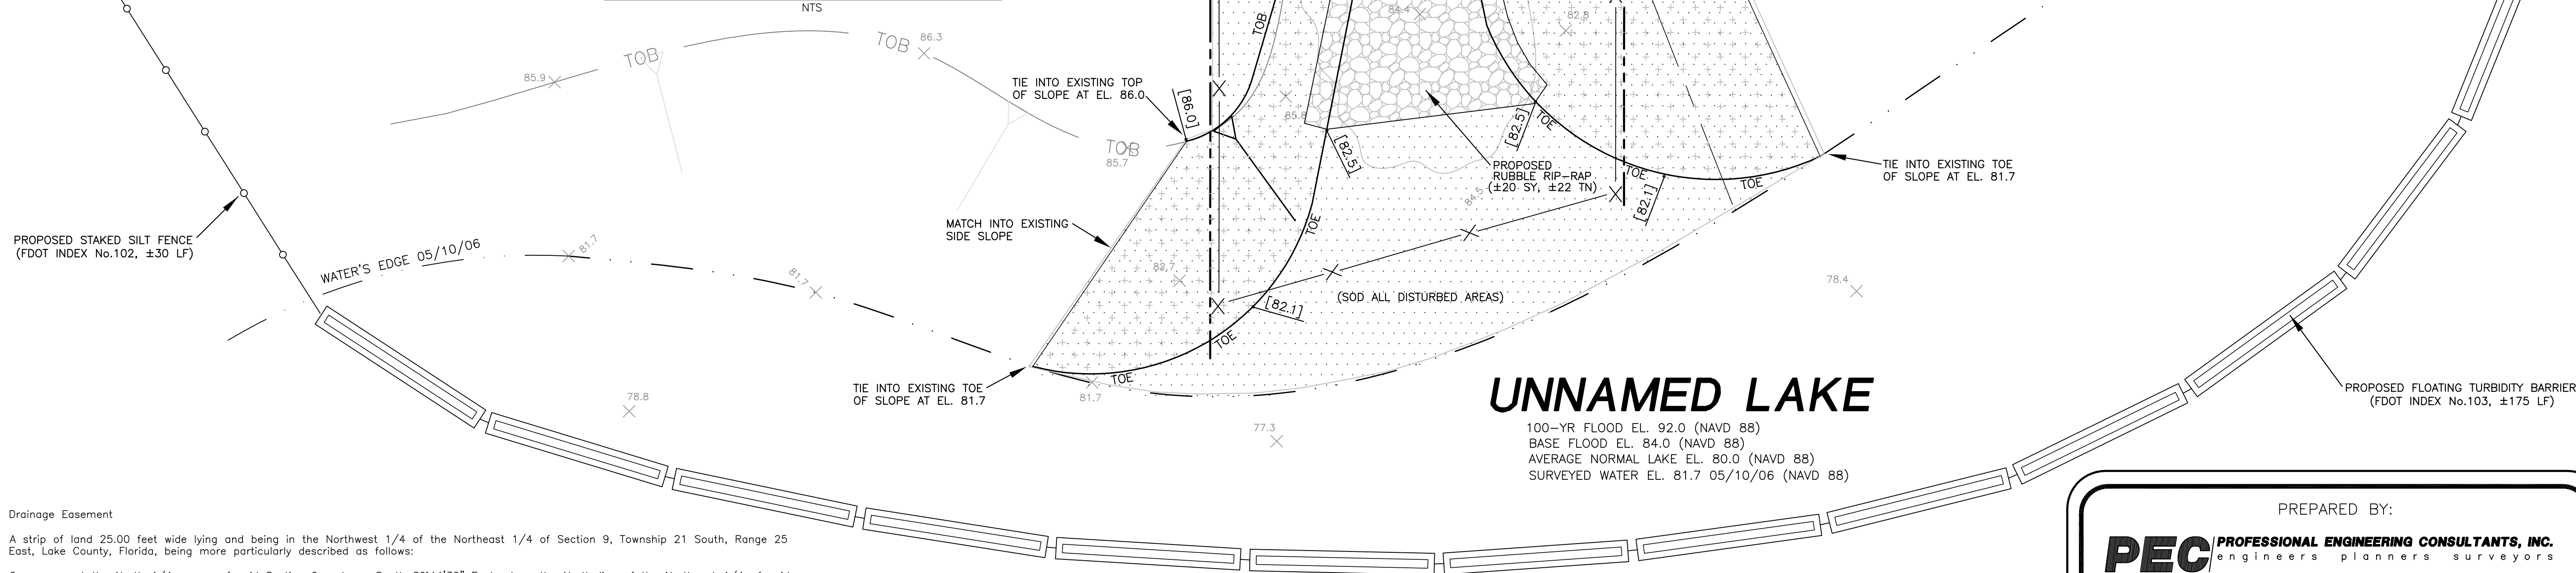 NTS
TOB
TOB
86.3
85.9
TOB
85.7
TOB
84.4
82.8
TIE INTO EXISTING TOP
OF SLOPE AT EL. 86.0
[86.0]
85.8
[82.5]
[82.5]
TOE
PROPOSED
RUBBLE RIP-RAP
(±20 SY, ±22 TN)
84.5
TOE
TOE
[82.1]
TIE INTO EXISTING TOE
OF SLOPE AT EL. 81.7
PROPOSED STAKED SILT FENCE
(FDOT INDEX No.102, ±30 LF)
WATER'S EDGE 05/10/06
81.7
81.7
MATCH INTO EXISTING
SIDE SLOPE
TOE
82.7
(SOD ALL DISTURBED AREAS)
[82.1]
TOE
78.4
TIE INTO EXISTING TOE
OF SLOPE AT EL. 81.7
TOE
81.7
78.8
77.3
UNNAMED LAKE
100-YR FLOOD EL. 92.0 (NAVD 88)
BASE FLOOD EL. 84.0 (NAVD 88)
AVERAGE NORMAL LAKE EL. 80.0 (NAVD 88)
SURVEYED WATER EL. 81.7 05/10/06 (NAVD 88)
PROPOSED FLOATING TURBIDITY BARRIER
(FDOT INDEX No.103, ±175 LF)
Drainage Easement
A strip of land 25.00 feet wide lying and being in the Northwest 1/4 of the Northeast 1/4 of Section 9, Township 21 South, Range 25
East, Lake County, Florida, being more particularly described as follows:
PREPARED BY:
PEC
PROFESSIONAL ENGINEERING CONSULTANTS, INC.
engineers planners surveyors